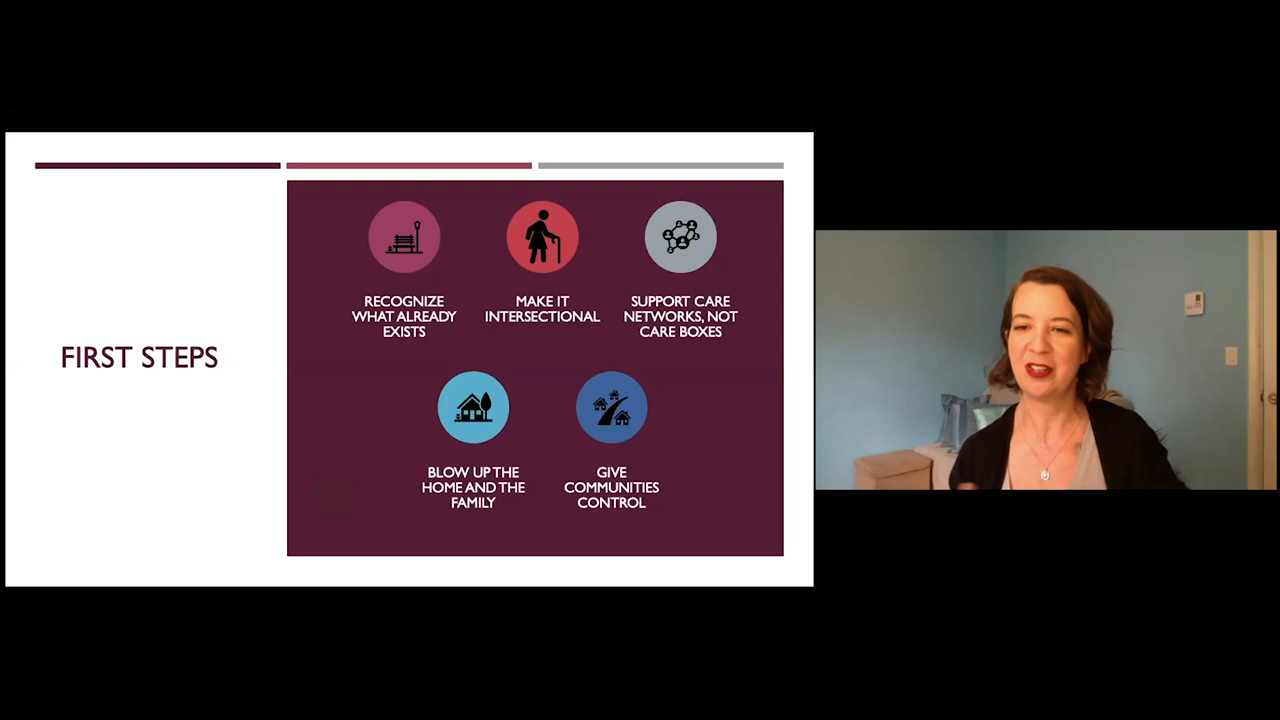 FIRST STEPS
RECOGNIZE
WHAT ALREADY
EXISTS
MAKE IT
INTERSECTIONAL
SUPPORT CARE
NETWORKS, NOT
CARE BOXES
BLOW UP THE
HOME AND THE
FAMILY
GIVE
COMMUNITIES
CONTROL